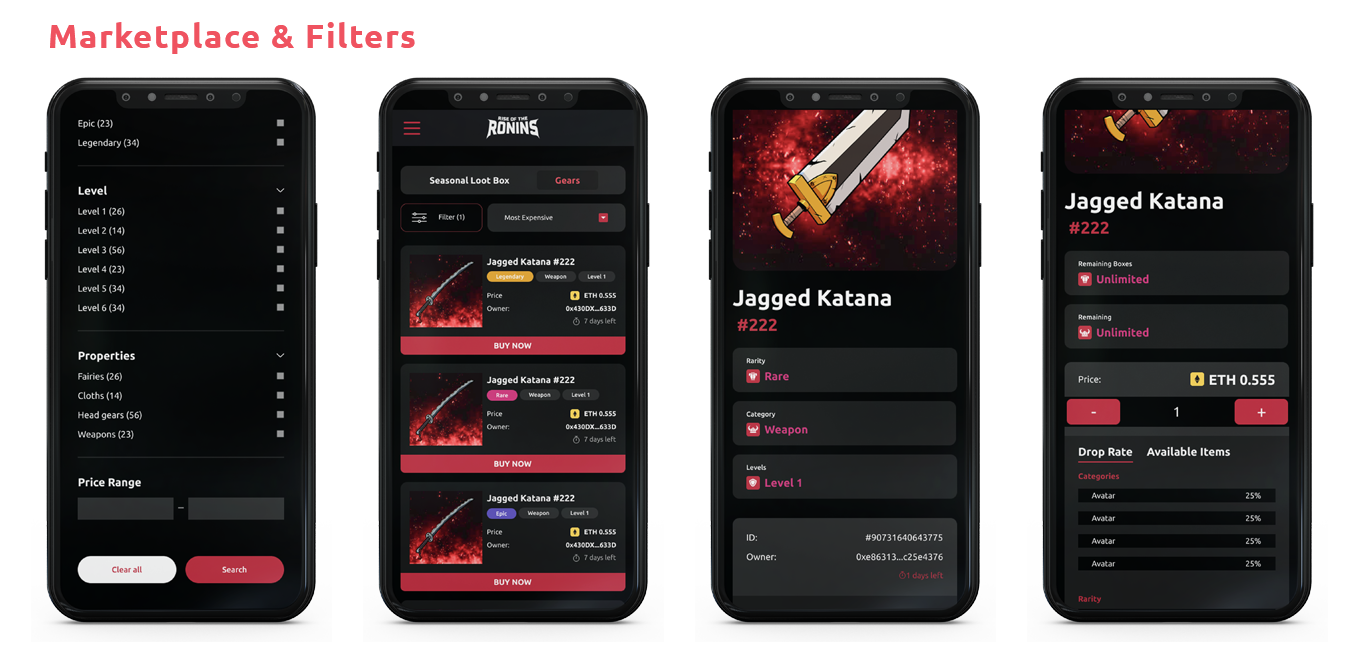 Marketplace & Filters
Epic (23)
Legendary (34)
Level
Level 1 (26)
Level 2 (14)
Level 3 (56)
Level 4 (23)
Level 5 (34)
Level 6 (34)
Properties
Fairies (26)
Cloths (14)
Head gears (56)
Weapons (23)
Price Range
–
Clear all Search
RISE OF THE
RONINS
Seasonal Loot Box Gears
Filter (1) Most Expensive
Jagged Katana #222
Legendary Weapon Level 1
Price ETH 0.555
Owner: 0x430DX...633D
7 days left
BUY NOW
Jagged Katana #222
Rare Weapon Level 1
Price ETH 0.555
Owner: 0x430DX...633D
7 days left
BUY NOW
Jagged Katana #222
Epic Weapon Level 1
Price ETH 0.555
Owner: 0x430DX...633D
7 days left
BUY NOW
Jagged Katana
#222
Rarity
Rare
Category
Weapon
Levels
Level 1
ID: #90731640643775
Owner: 0xe86313...c25e4376
1 days left
Jagged Katana
#222
Remaining Boxes
Unlimited
Remaining
Unlimited
Price: ETH 0.555
- 1 +
Drop Rate Available Items
Categories
Avatar 25%
Avatar 25%
Avatar 25%
Avatar 25%
Rarity